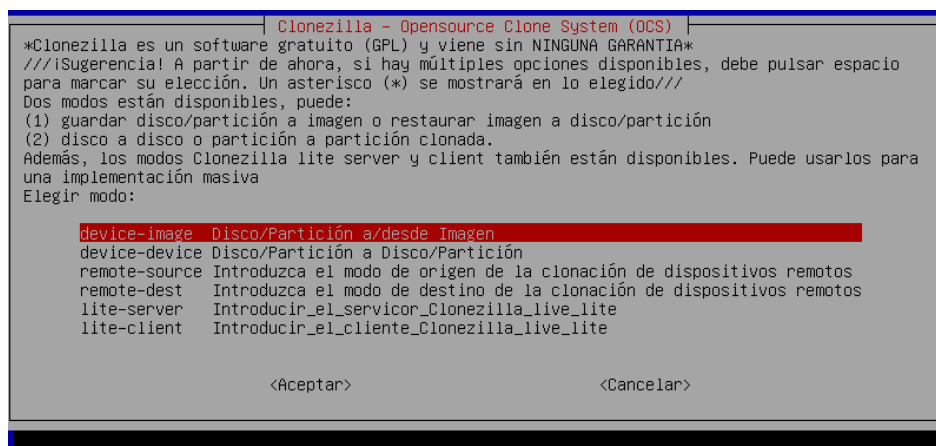 Clonezilla - Opensource Clone System (OCS)
*Clonezilla es un software gratuito (GPL) y viene sin NINGUNA GARANTIA*
///¡Sugerencia! A partir de ahora, si hay múltiples opciones disponibles, debe pulsar espacio
para marcar su elección. Un asterisco (*) se mostrará en lo elegido///
Dos modos están disponibles, puede:
(1) guardar disco/partición a imagen o restaurar imagen a disco/partición
(2) disco a disco o partición a partición clonada.
Además, los modos Clonezilla lite server y client también están disponibles. Puede usarlos para
una implementación masiva
Elegir modo:
device-image Disco/Partición a/desde Imagen
device-device Disco/Partición a Disco/Partición
remote-source Introduzca el modo de origen de la clonación de dispositivos remotos
remote-dest Introduzca el modo de destino de la clonación de dispositivos remotos
lite-server Introducir_el_servicor_Clonezilla_live_lite
lite-client Introducir_el_cliente_Clonezilla_live_lite
<Aceptar> <Cancelar>